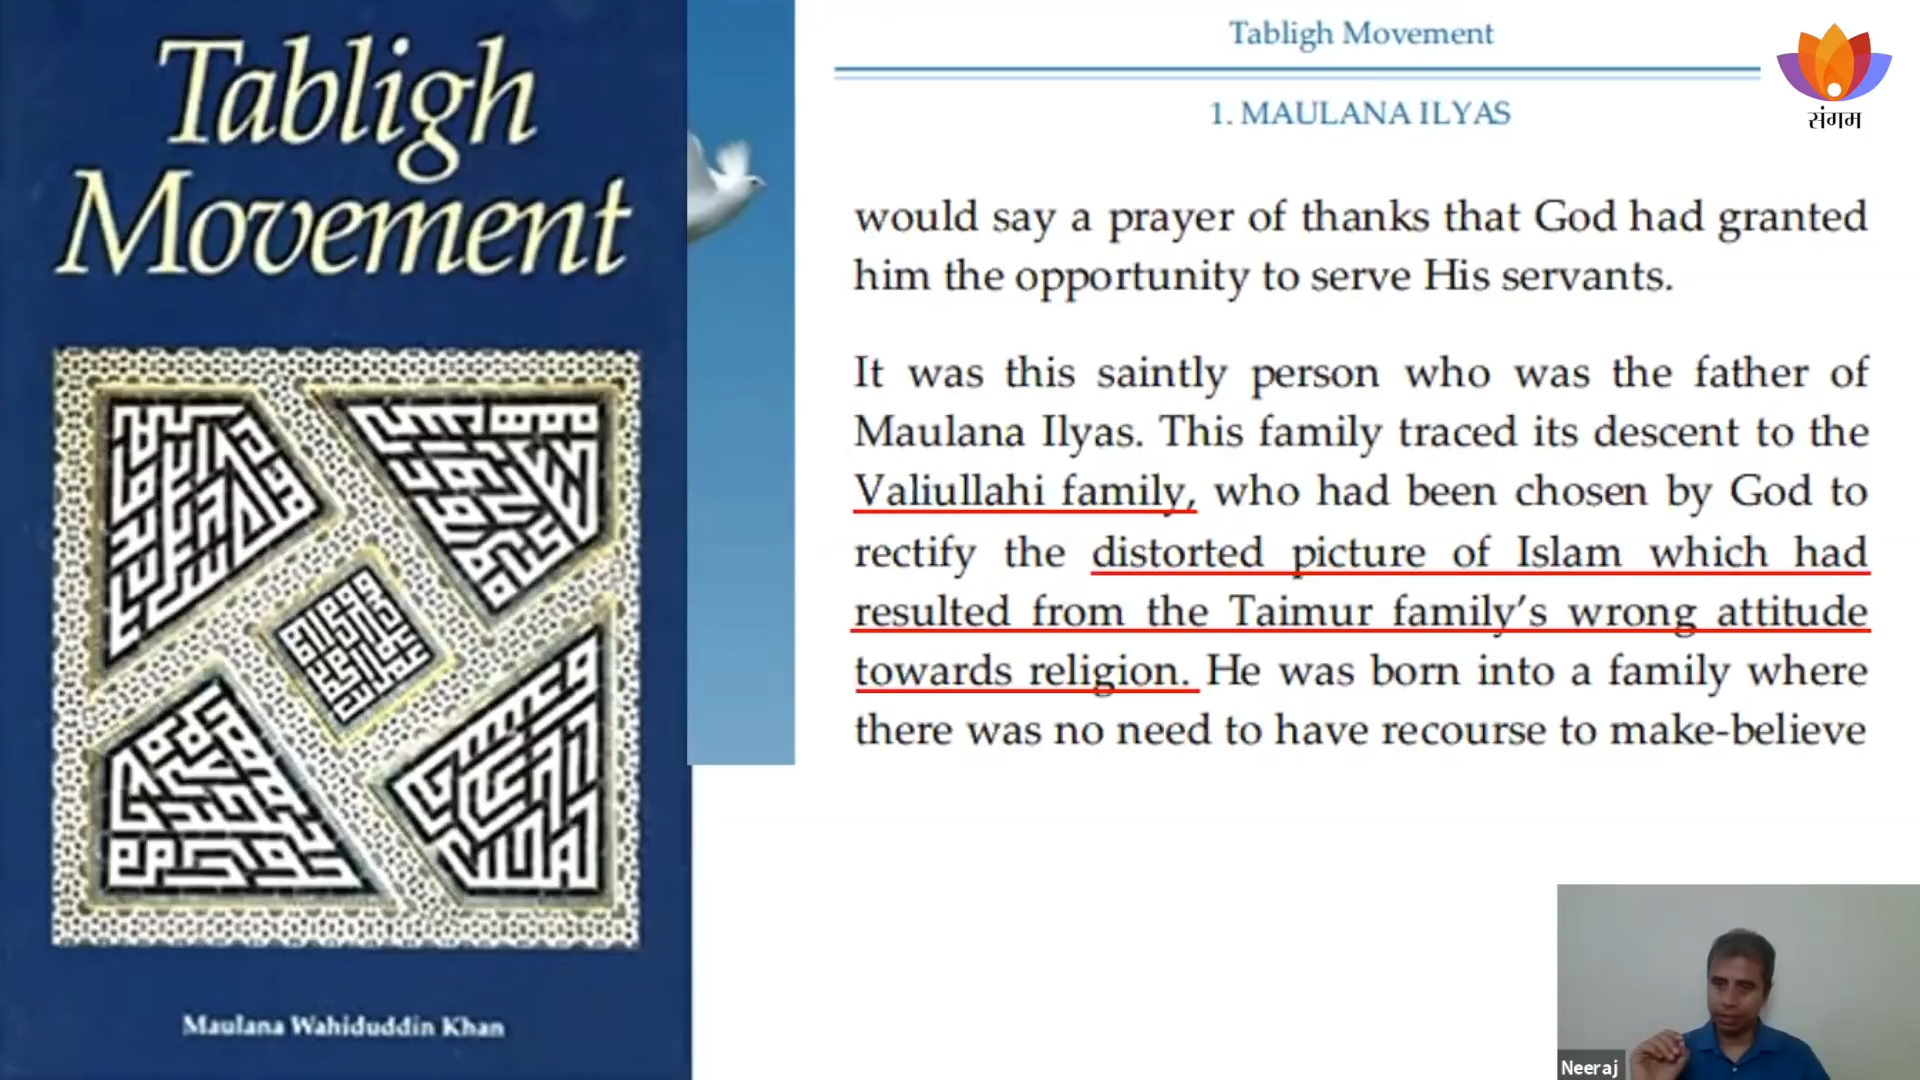 Tabligh
Movement
Maulana Wahiduddin Khan
Tabligh Movement
1. MAULANA ILYAS
would say a prayer of thanks that God had granted
him the opportunity to serve His servants.
It was this saintly person who was the father of
Maulana Ilyas. This family traced its descent to the
Valiullahi family, who had been chosen by God to
rectify the distorted picture of Islam which had
resulted from the Taimur family's wrong attitude
towards religion. He was born into a family where
there was no need to have recourse to make-believe
संगम
Neeraj